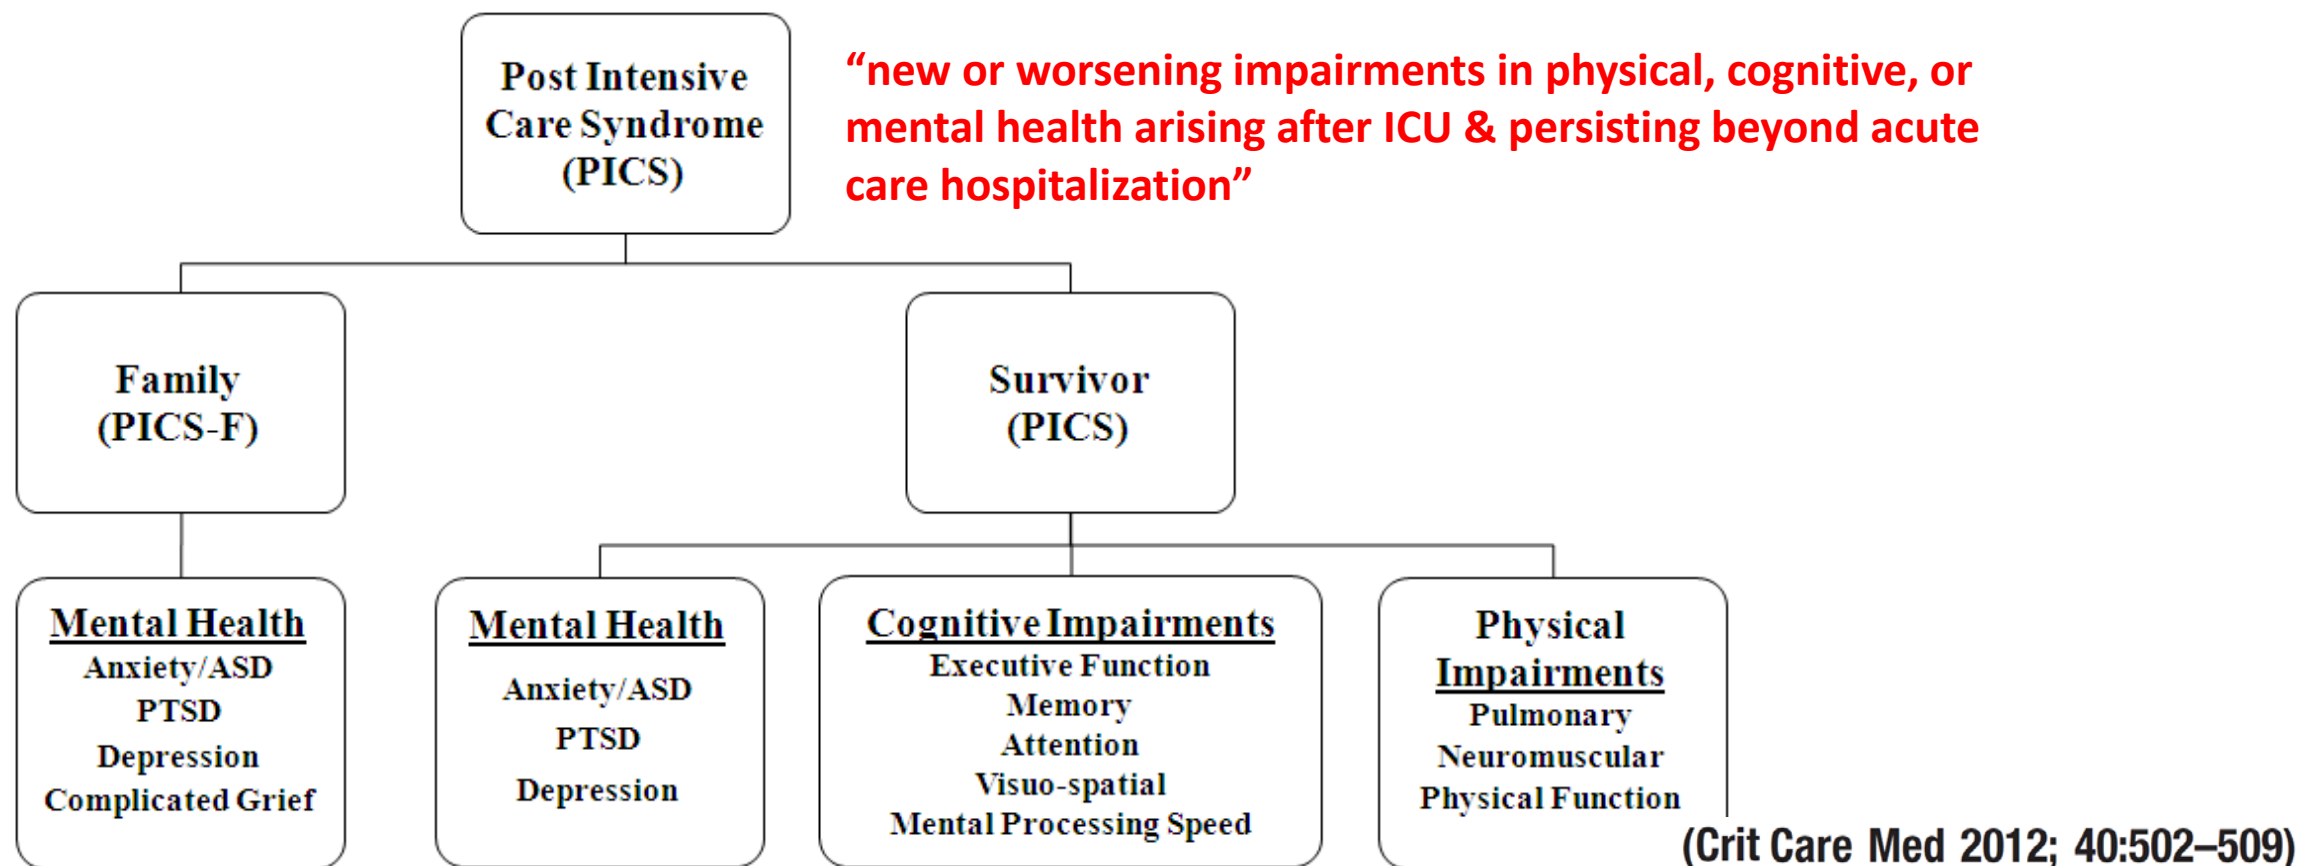 Post Intensive
Care Syndrome
(PICS)
“new or worsening impairments in physical, cognitive, or
mental health arising after ICU & persisting beyond acute
care hospitalization”
Family
(PICS-F)
Survivor
(PICS)
Mental Health
Anxiety/ASD
PTSD
Depression
Complicated Grief
Mental Health
Anxiety/ASD
PTSD
Depression
Cognitive Impairments
Executive Function
Memory
Attention
Visuo-spatial
Mental Processing Speed
Physical
Impairments
Pulmonary
Neuromuscular
Physical Function
(Crit Care Med 2012; 40:502–509)